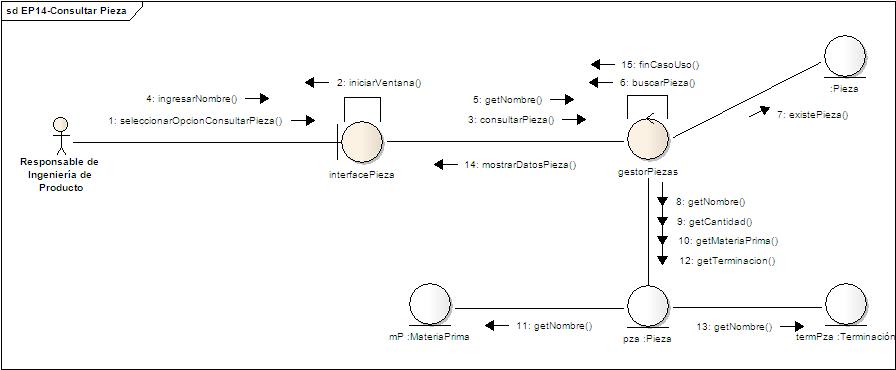 sd EP14-Consultar Pieza
15: finCasoUso()
2: iniciarVentana()
6: buscarPieza()
:Pieza
4: ingresarNombre()
5: getNombre()
7: existePieza()
1: seleccionarOpcionConsultarPieza()
3: consultarPieza()
Responsable de
Ingeniería de
Producto
interfacePieza
14: mostrarDatosPieza()
gestorPiezas
8: getNombre()
9: getCantidad()
10: getMateriaPrima()
12: getTerminacion()
11: getNombre()
13: getNombre()
mP :MateriaPrima
pza :Pieza
termPza :Terminación